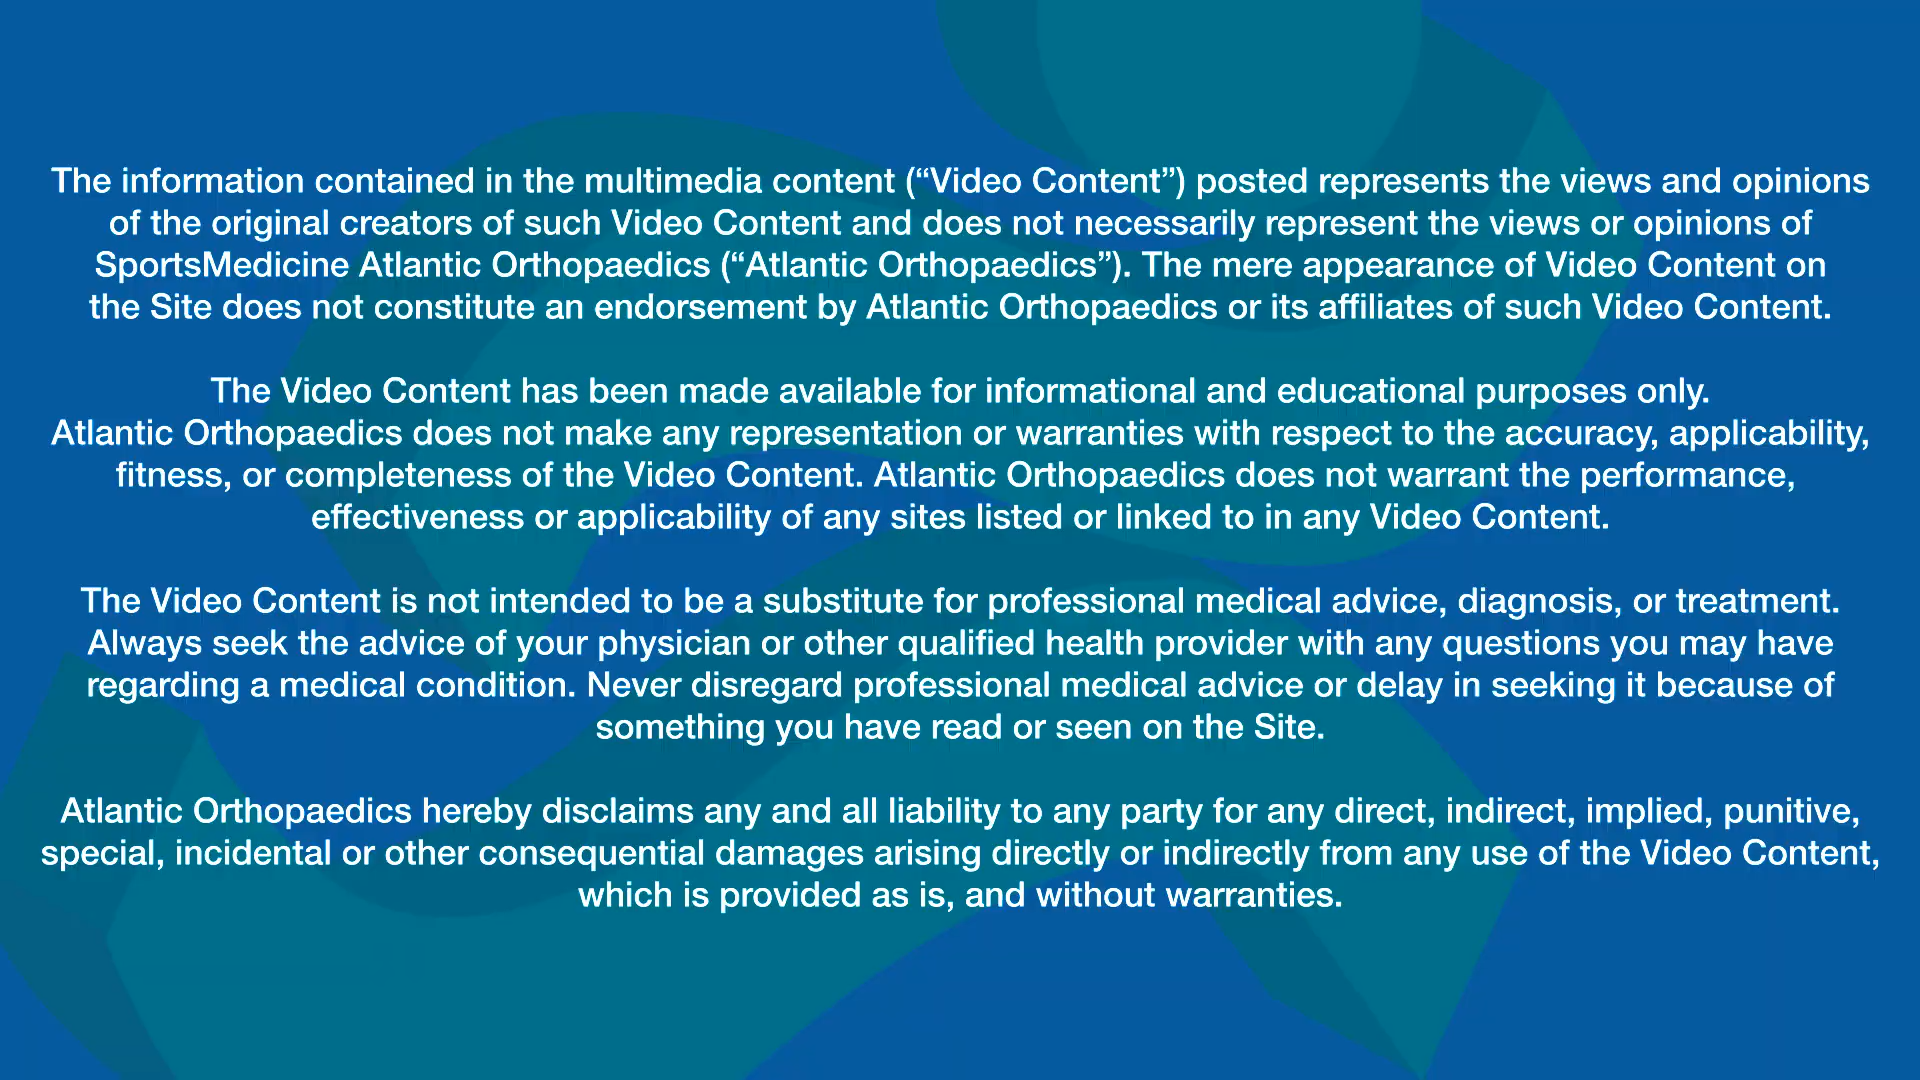 The information contained in the multimedia content (“Video Content”) posted represents the views and opinions
of the original creators of such Video Content and does not necessarily represent the views or opinions of
SportsMedicine Atlantic Orthopaedics (“Atlantic Orthopaedics”). The mere appearance of Video Content on
the Site does not constitute an endorsement by Atlantic Orthopaedics or its affiliates of such Video Content.
The Video Content has been made available for informational and educational purposes only.
Atlantic Orthopaedics does not make any representation or warranties with respect to the accuracy, applicability,
fitness, or completeness of the Video Content. Atlantic Orthopaedics does not warrant the performance,
effectiveness or applicability of any sites listed or linked to in any Video Content.
The Video Content is not intended to be a substitute for professional medical advice, diagnosis, or treatment.
Always seek the advice of your physician or other qualified health provider with any questions you may have
regarding a medical condition. Never disregard professional medical advice or delay in seeking it because of
something you have read or seen on the Site.
Atlantic Orthopaedics hereby disclaims any and all liability to any party for any direct, indirect, implied, punitive,
special, incidental or other consequential damages arising directly or indirectly from any use of the Video Content,
which is provided as is, and without warranties.